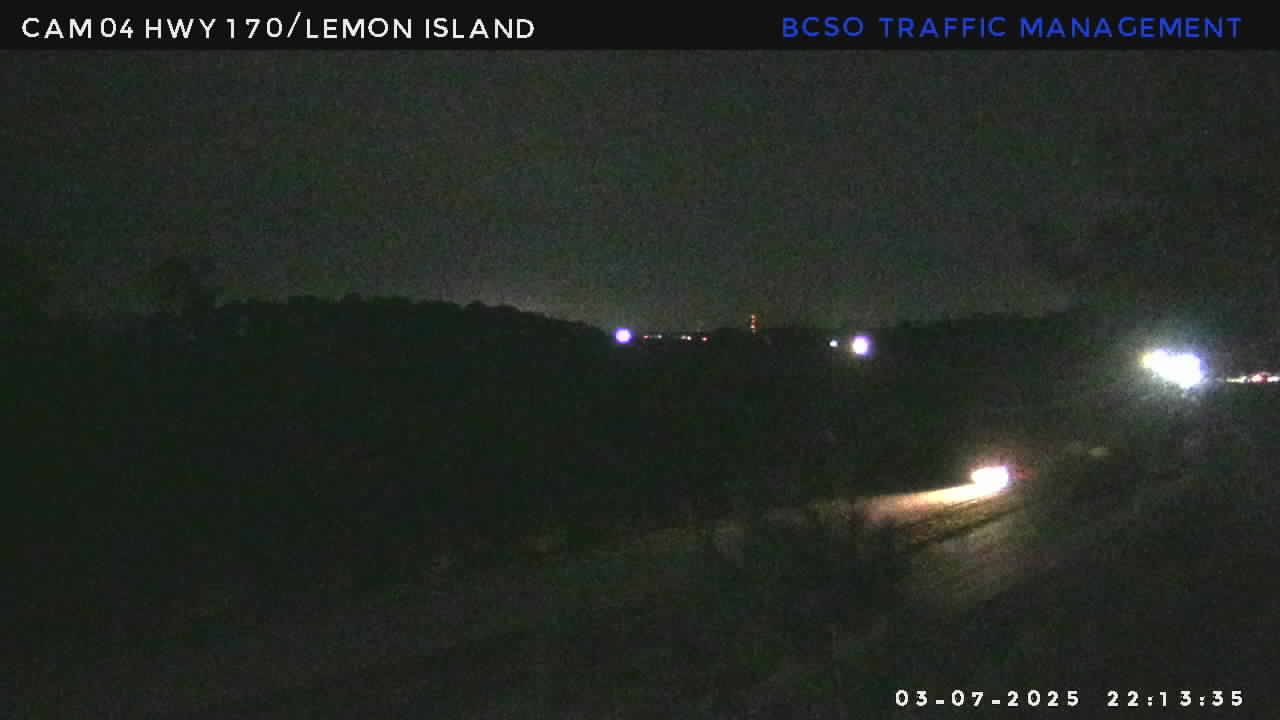 CAM04 HWY 170/LEMON ISLAND
BCSO TRAFFIC MANAGEMENT
03-07-2025 22:13:35